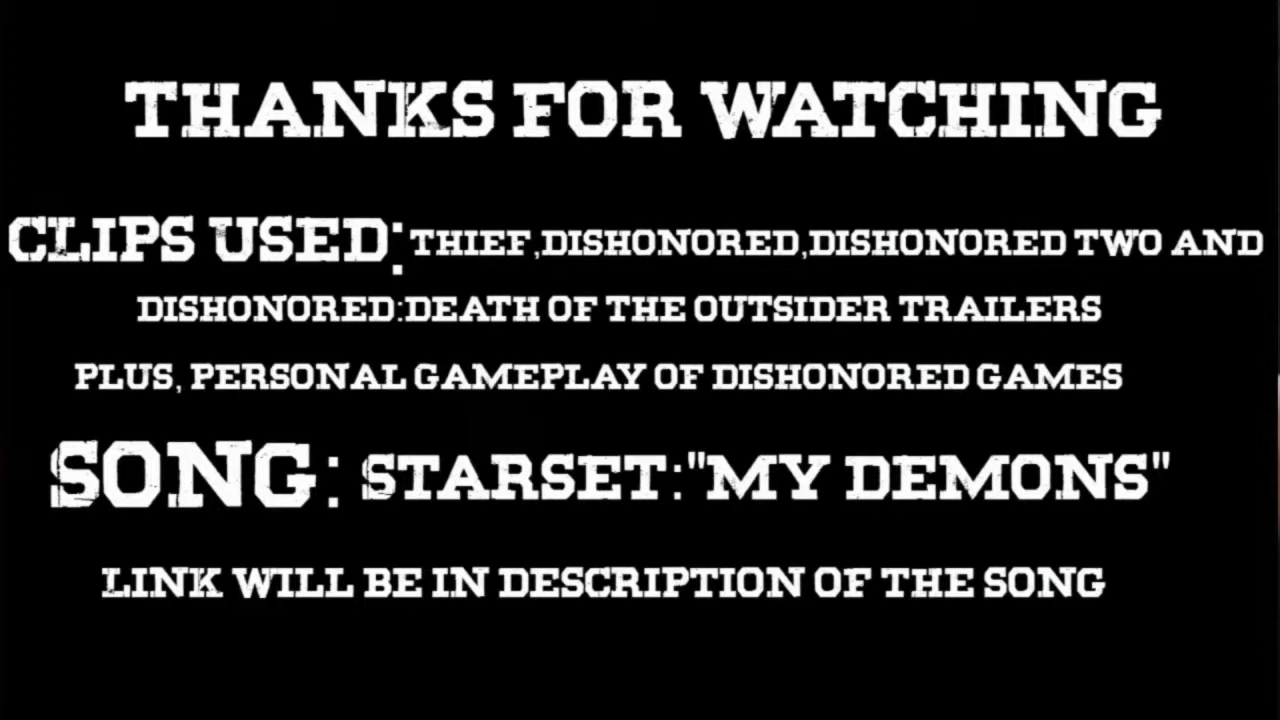 THANKS FOR WATCHING
CLIPS USED:THIEF,DISHONORED,DISHONORED TWO AND
DISHONORED:DEATH OF THE OUTSIDER TRAILERS
PLUS, PERSONAL GAMEPLAY OF DISHONORED GAMES
SONG: STARSET:"MY DEMONS"
LINK WILL BE IN DESCRIPTION OF THE SONG